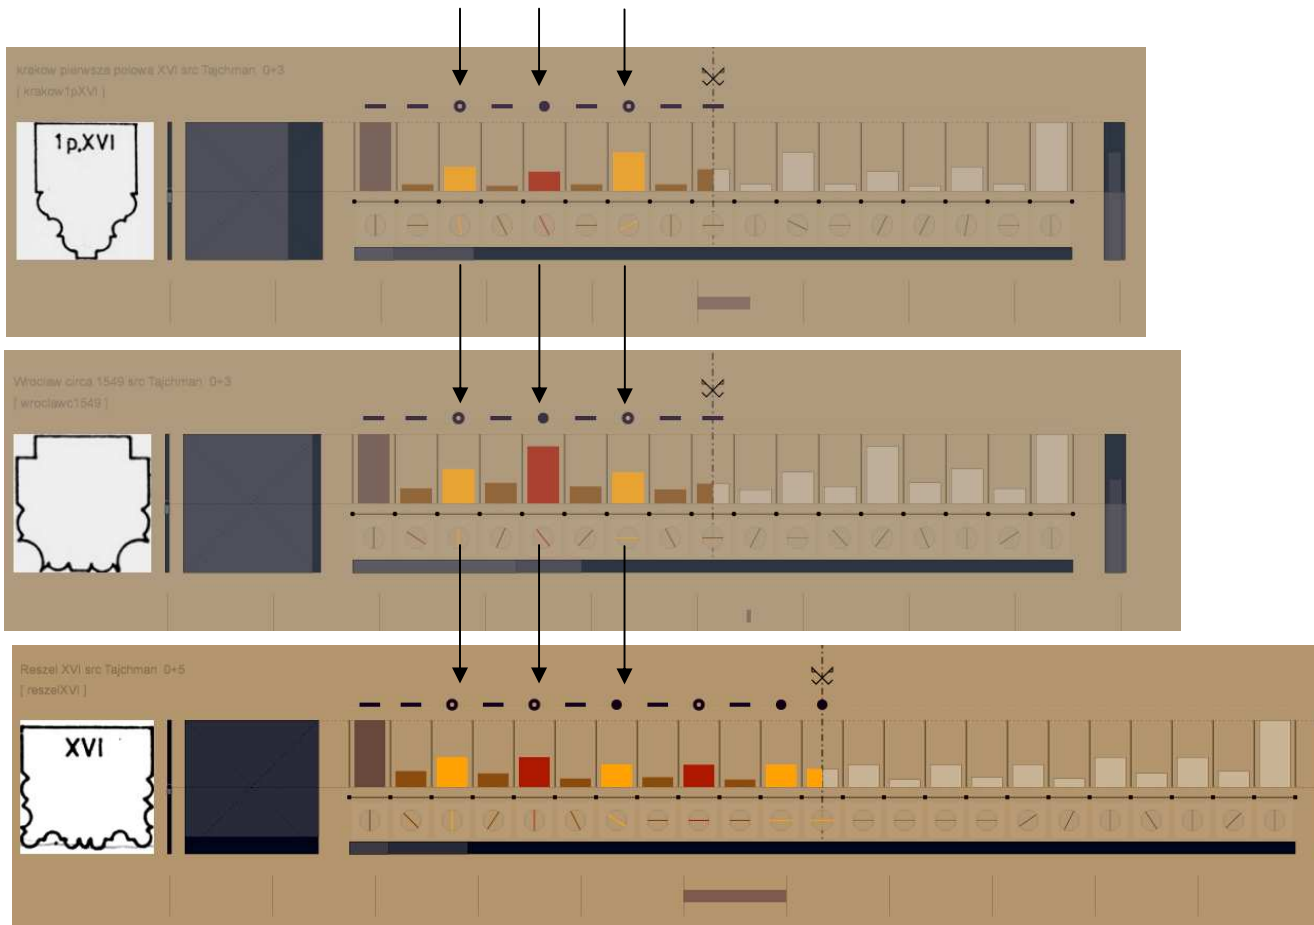 krakow pierwsza polowa XVI src Tajchman 0+3
[ krakow1pXVI ]
1p.XVI
Wroclaw circa 1549 src Tajchman 0+3
[ wroclawc1549 ]
Reszel XVI src Tajchman 0+5
[ reszelXVI ]
XVI